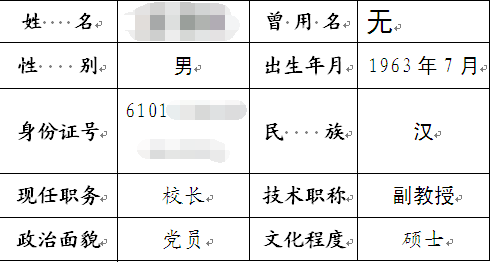 姓····名 曾·用·名 无
性····别 男 出生年月 1963年7月
身份证号 6101 民····族 汉
现任职务 校长 技术职称 副教授
政治面貌 党员 文化程度 硕士